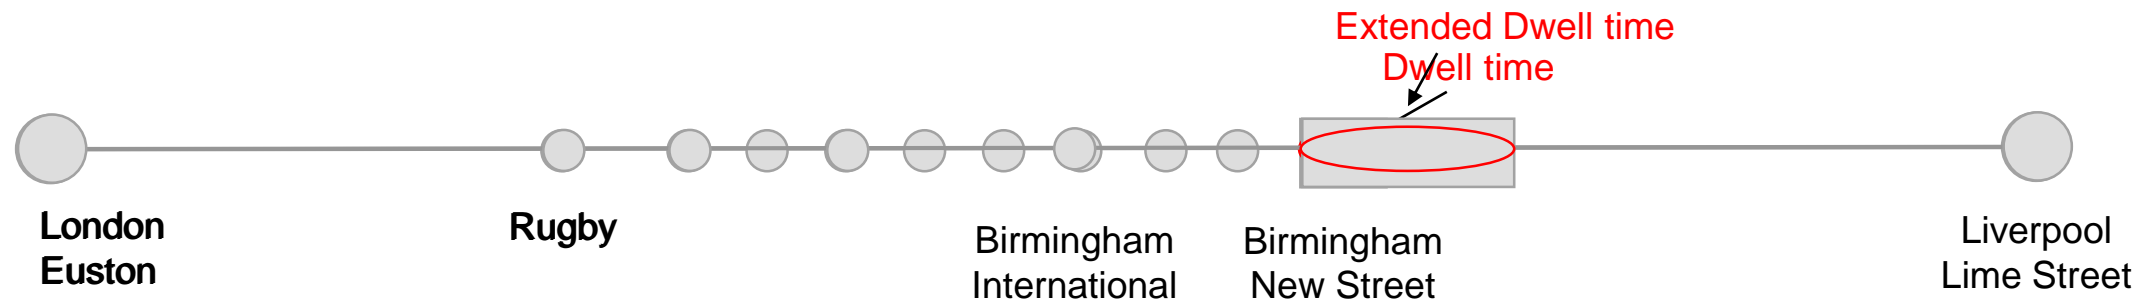 Extended Dwell time
Dwell time
London
Euston
Rugby
Birmingham
International
Birmingham
New Street
Liverpool
Lime Street